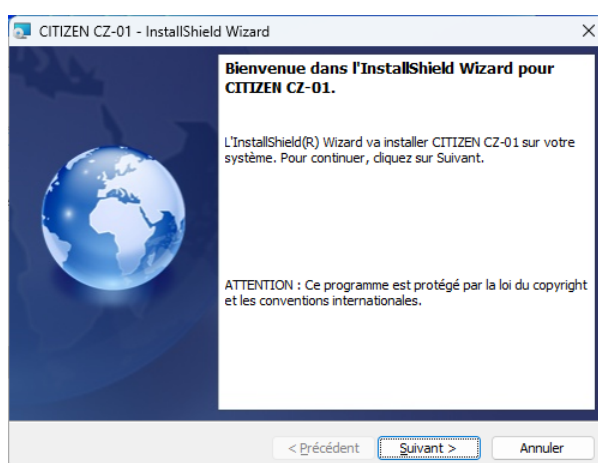 CITIZEN CZ-01 - InstallShield Wizard
Bienvenue dans l'InstallShield Wizard pour
CITIZEN CZ-01.
L'InstallShield(R) Wizard va installer CITIZEN CZ-01 sur votre
système. Pour continuer, cliquez sur Suivant.
ATTENTION : Ce programme est protégé par la loi du copyright
et les conventions internationales.
< Précédent Suivant > Annuler